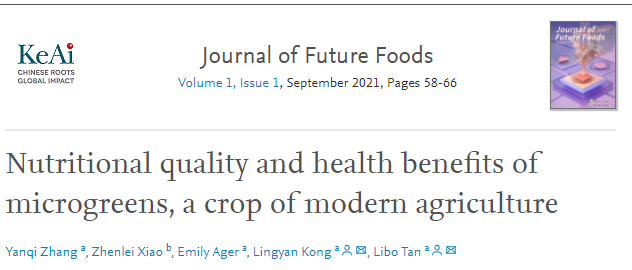 KeAi
CHINESE ROOTS
GLOBAL IMPACT
Journal of Future Foods
Volume 1, Issue 1, September 2021, Pages 58-66
Journal of
Future Foods
Nutritional quality and health benefits of
microgreens, a crop of modern agriculture
Yanqi Zhang a, Zhenlei Xiao b, Emily Ager a, Lingyan Kong a, Libo Tan a